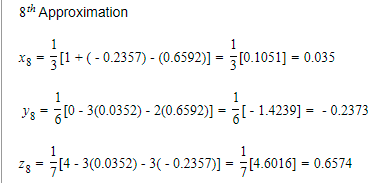 8th Approximation
x₈ = 1/3[1 + ( - 0.2357) - (0.6592)] = 1/3[0.1051] = 0.035
y₈ = 1/6[0 - 3(0.0352) - 2(0.6592)] = 1/6[ - 1.4239] = - 0.2373
z₈ = 1/7[4 - 3(0.0352) - 3( - 0.2357)] = 1/7[4.6016] = 0.6574